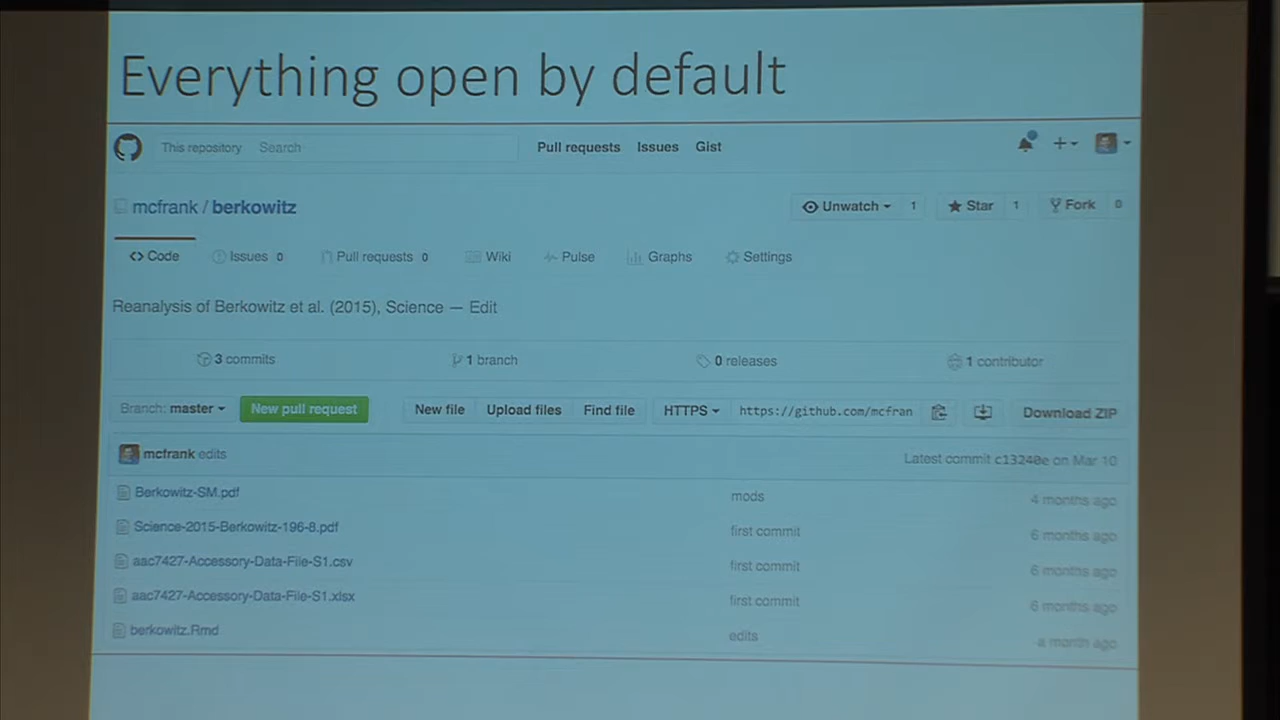 Everything open by default
This repository Search Pull requests Issues Gist
mcfrank / berkowitz Unwatch 1 Star 1 Fork 0
Code Issues 0 Pull requests 0 Wiki Pulse Graphs Settings
Reanalysis of Berkowitz et al. (2015), Science — Edit
3 commits 1 branch 0 releases 1 contributor
Branch: master New pull request New file Upload files Find file HTTPS https://github.com/mcfran Download ZIP
mcfrank edits Latest commit c13240e on Mar 10
Berkowitz-SM.pdf mods 4 months ago
Science-2015-Berkowitz-196-8.pdf first commit 6 months ago
aac7427-Accessory-Data-File-S1.csv first commit 6 months ago
aac7427-Accessory-Data-File-S1.xlsx first commit 6 months ago
berkowitz.Rmd edits a month ago